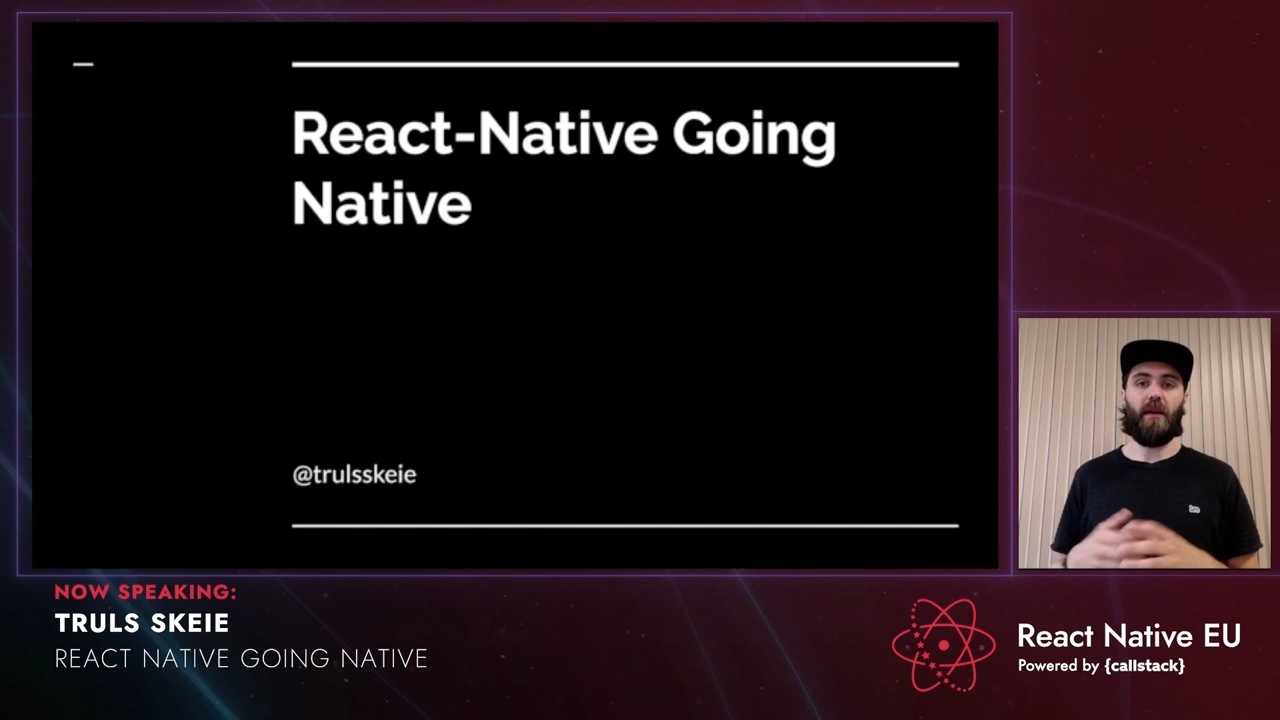 React-Native Going
Native
@trulsskeie
NOW SPEAKING:
TRULS SKEIE
REACT NATIVE GOING NATIVE
React Native EU
Powered by {callstack}